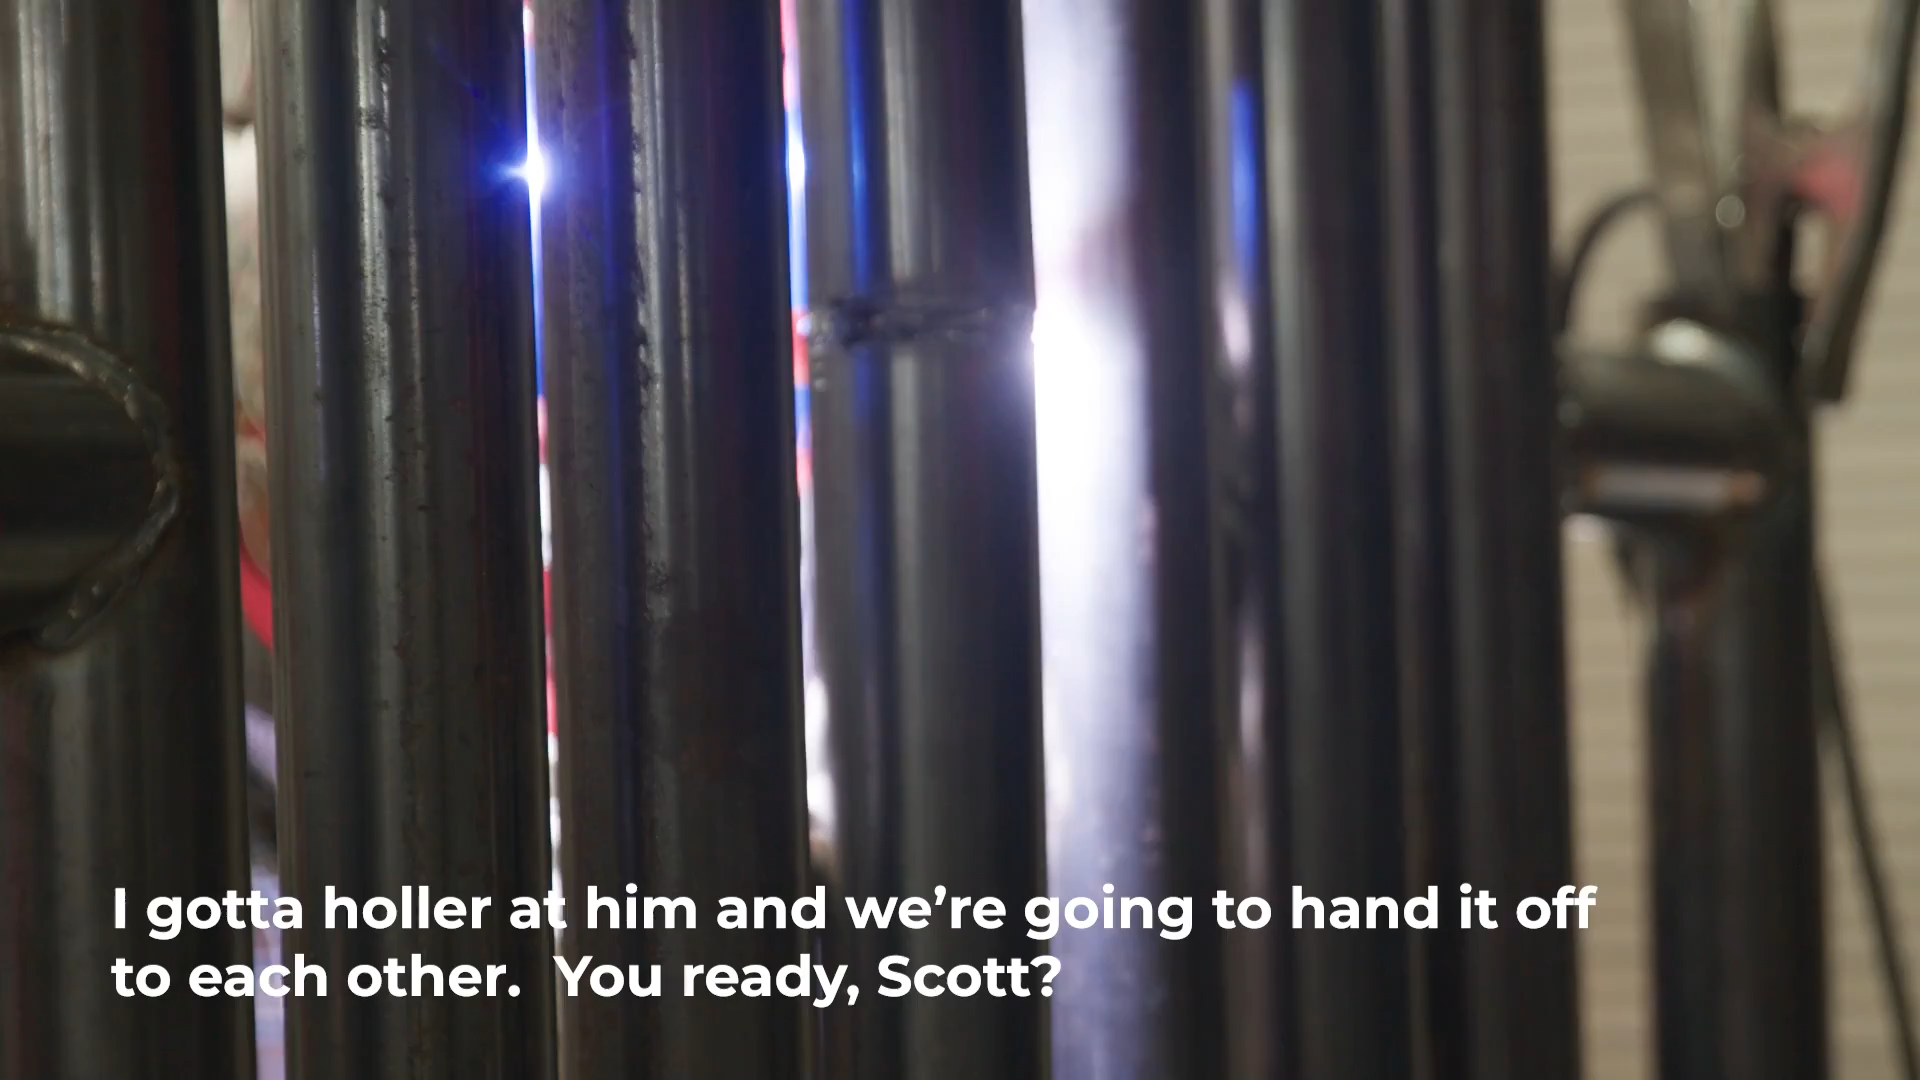 I gotta holler at him and we’re going to hand it off
to each other.  You ready, Scott?